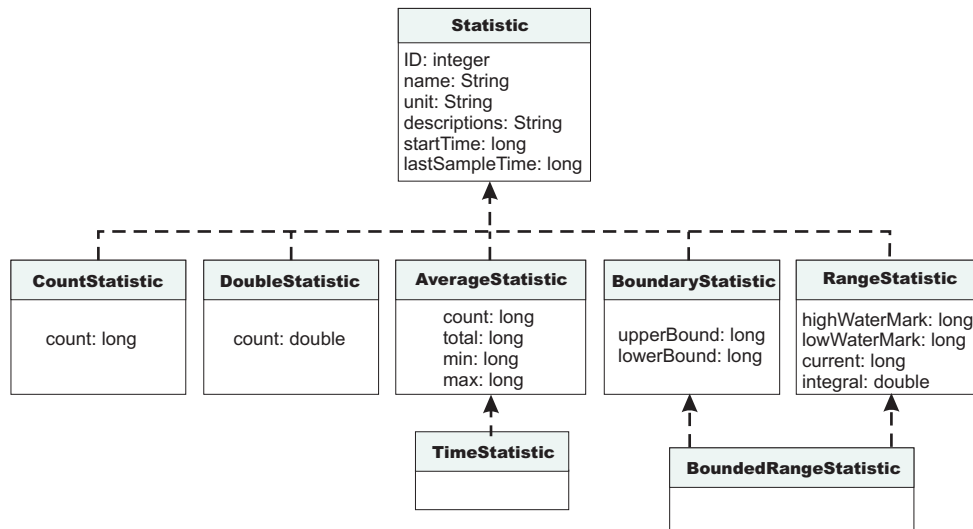 Statistic
ID: integer
name: String
unit: String
descriptions: String
startTime: long
lastSampleTime: long
CountStatistic
count: long
DoubleStatistic
count: double
AverageStatistic
count: long
total: long
min: long
max: long
BoundaryStatistic
upperBound: long
lowerBound: long
RangeStatistic
highWaterMark: long
lowWaterMark: long
current: long
integral: double
TimeStatistic
BoundedRangeStatistic